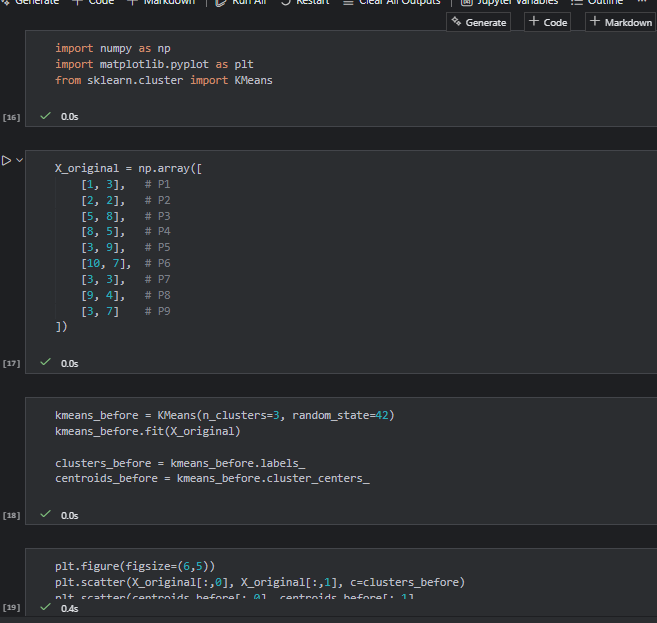 Generate + Code + Markdown Run All Restart Clear All Outputs Jupyter Variables Outline ...
Generate + Code + Markdown
import numpy as np
import matplotlib.pyplot as plt
from sklearn.cluster import KMeans
[16] 0.0s
X_original = np.array([
[1, 3], # P1
[2, 2], # P2
[5, 8], # P3
[8, 5], # P4
[3, 9], # P5
[10, 7], # P6
[3, 3], # P7
[9, 4], # P8
[3, 7] # P9
])
[17] 0.0s
kmeans_before = KMeans(n_clusters=3, random_state=42)
kmeans_before.fit(X_original)
clusters_before = kmeans_before.labels_
centroids_before = kmeans_before.cluster_centers_
[18] 0.0s
plt.figure(figsize=(6,5))
plt.scatter(X_original[:,0], X_original[:,1], c=clusters_before)
plt.scatter(centroids_before[:,0], centroids_before[:,1]
[19] 0.4s